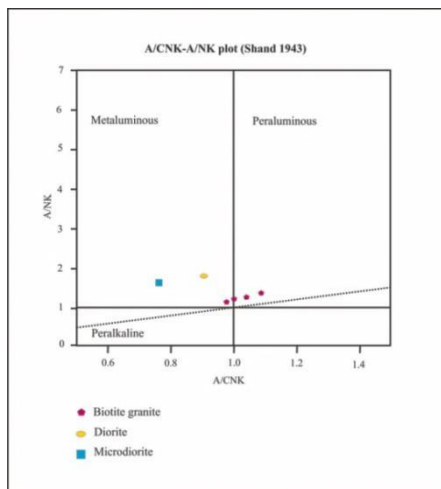 A/CNK-A/NK plot (Shand 1943)
7
Metaluminous Peraluminous
6
5
4
A/NK
3
2
1
Peralkaline
0
0.6 0.8 1.0 1.2 1.4
A/CNK
Biotite granite
Diorite
Microdiorite